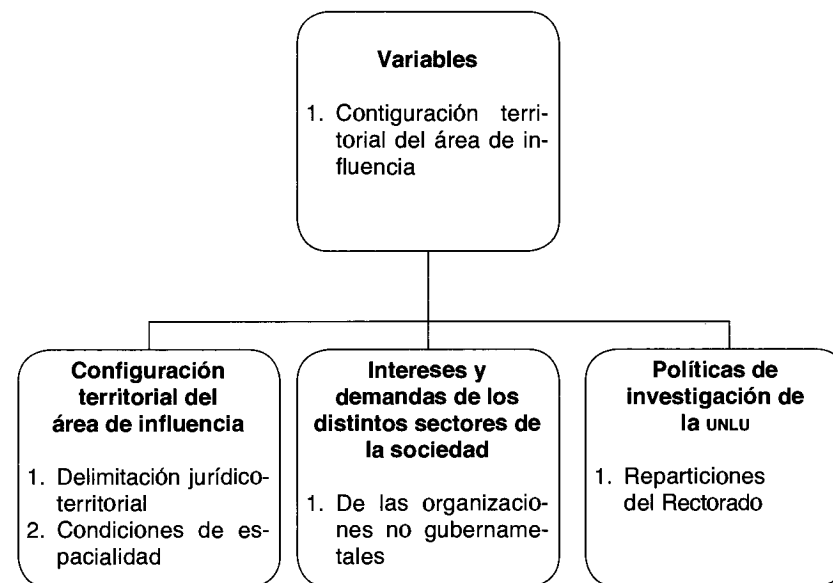 Variables
1. Contiguración terri-
torial del área de in-
fluencia
Configuración
territorial del
área de influencia
1. Delimitación jurídico-
territorial
2. Condiciones de es-
pacialidad
Intereses y
demandas de los
distintos sectores de
la sociedad
1. De las organizacio-
nes no gubername-
tales
Políticas de
investigación de
la UNLU
1. Reparticiones
del Rectorado